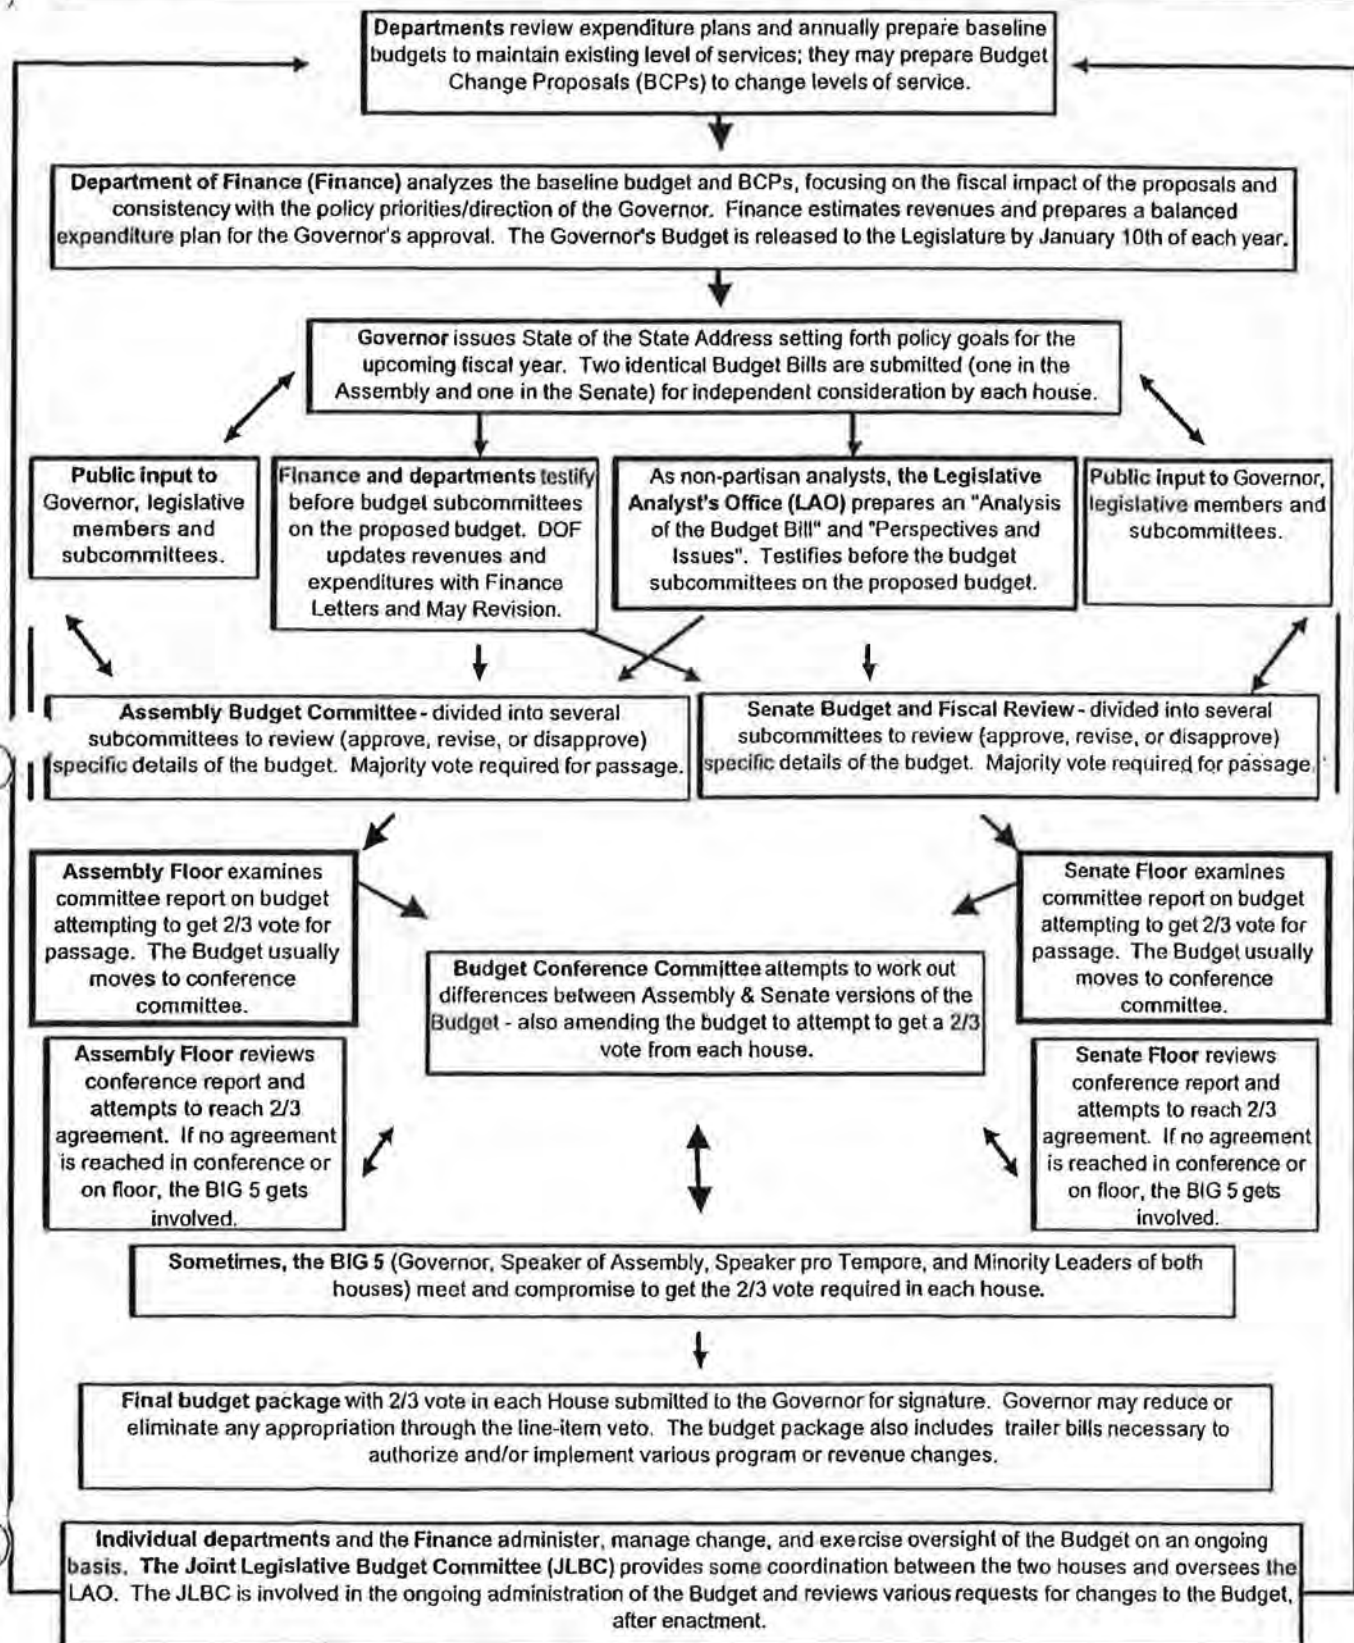 Departments review expenditure plans and annually prepare baseline
budgets to maintain existing level of services; they may prepare Budget
Change Proposals (BCPs) to change levels of service.
Department of Finance (Finance) analyzes the baseline budget and BCPs, focusing on the fiscal impact of the proposals and
consistency with the policy priorities/direction of the Governor. Finance estimates revenues and prepares a balanced
expenditure plan for the Governor's approval. The Governor's Budget is released to the Legislature by January 10th of each year.
Governor issues State of the State Address setting forth policy goals for the
upcoming fiscal year. Two identical Budget Bills are submitted (one in the
Assembly and one in the Senate) for independent consideration by each house.
Public input to
Governor, legislative
members and
subcommittees.
Finance and departments testify
before budget subcommittees
on the proposed budget. DOF
updates revenues and
expenditures with Finance
Letters and May Revision.
As non-partisan analysts, the Legislative
Analyst's Office (LAO) prepares an "Analysis
of the Budget Bill" and "Perspectives and
Issues". Testifies before the budget
subcommittees on the proposed budget.
Public input to Governor,
legislative members and
subcommittees.
Assembly Budget Committee - divided into several
subcommittees to review (approve, revise, or disapprove)
specific details of the budget. Majority vote required for passage.
Senate Budget and Fiscal Review - divided into several
subcommittees to review (approve, revise, or disapprove)
specific details of the budget. Majority vote required for passage.
Assembly Floor examines
committee report on budget
attempting to get 2/3 vote for
passage. The Budget usually
moves to conference
committee.
Senate Floor examines
committee report on budget
attempting to get 2/3 vote for
passage. The Budget usually
moves to conference
committee.
Budget Conference Committee attempts to work out
differences between Assembly & Senate versions of the
Budget - also amending the budget to attempt to get a 2/3
vote from each house.
Assembly Floor reviews
conference report and
attempts to reach 2/3
agreement. If no agreement
is reached in conference or
on floor, the BIG 5 gets
involved.
Senate Floor reviews
conference report and
attempts to reach 2/3
agreement. If no agreement
is reached in conference or
on floor, the BIG 5 gets
involved.
Sometimes, the BIG 5 (Governor, Speaker of Assembly, Speaker pro Tempore, and Minority Leaders of both
houses) meet and compromise to get the 2/3 vote required in each house.
Final budget package with 2/3 vote in each House submitted to the Governor for signature. Governor may reduce or
eliminate any appropriation through the line-item veto. The budget package also includes trailer bills necessary to
authorize and/or implement various program or revenue changes.
Individual departments and the Finance administer, manage change, and exercise oversight of the Budget on an ongoing
basis. The Joint Legislative Budget Committee (JLBC) provides some coordination between the two houses and oversees the
LAO. The JLBC is involved in the ongoing administration of the Budget and reviews various requests for changes to the Budget,
after enactment.